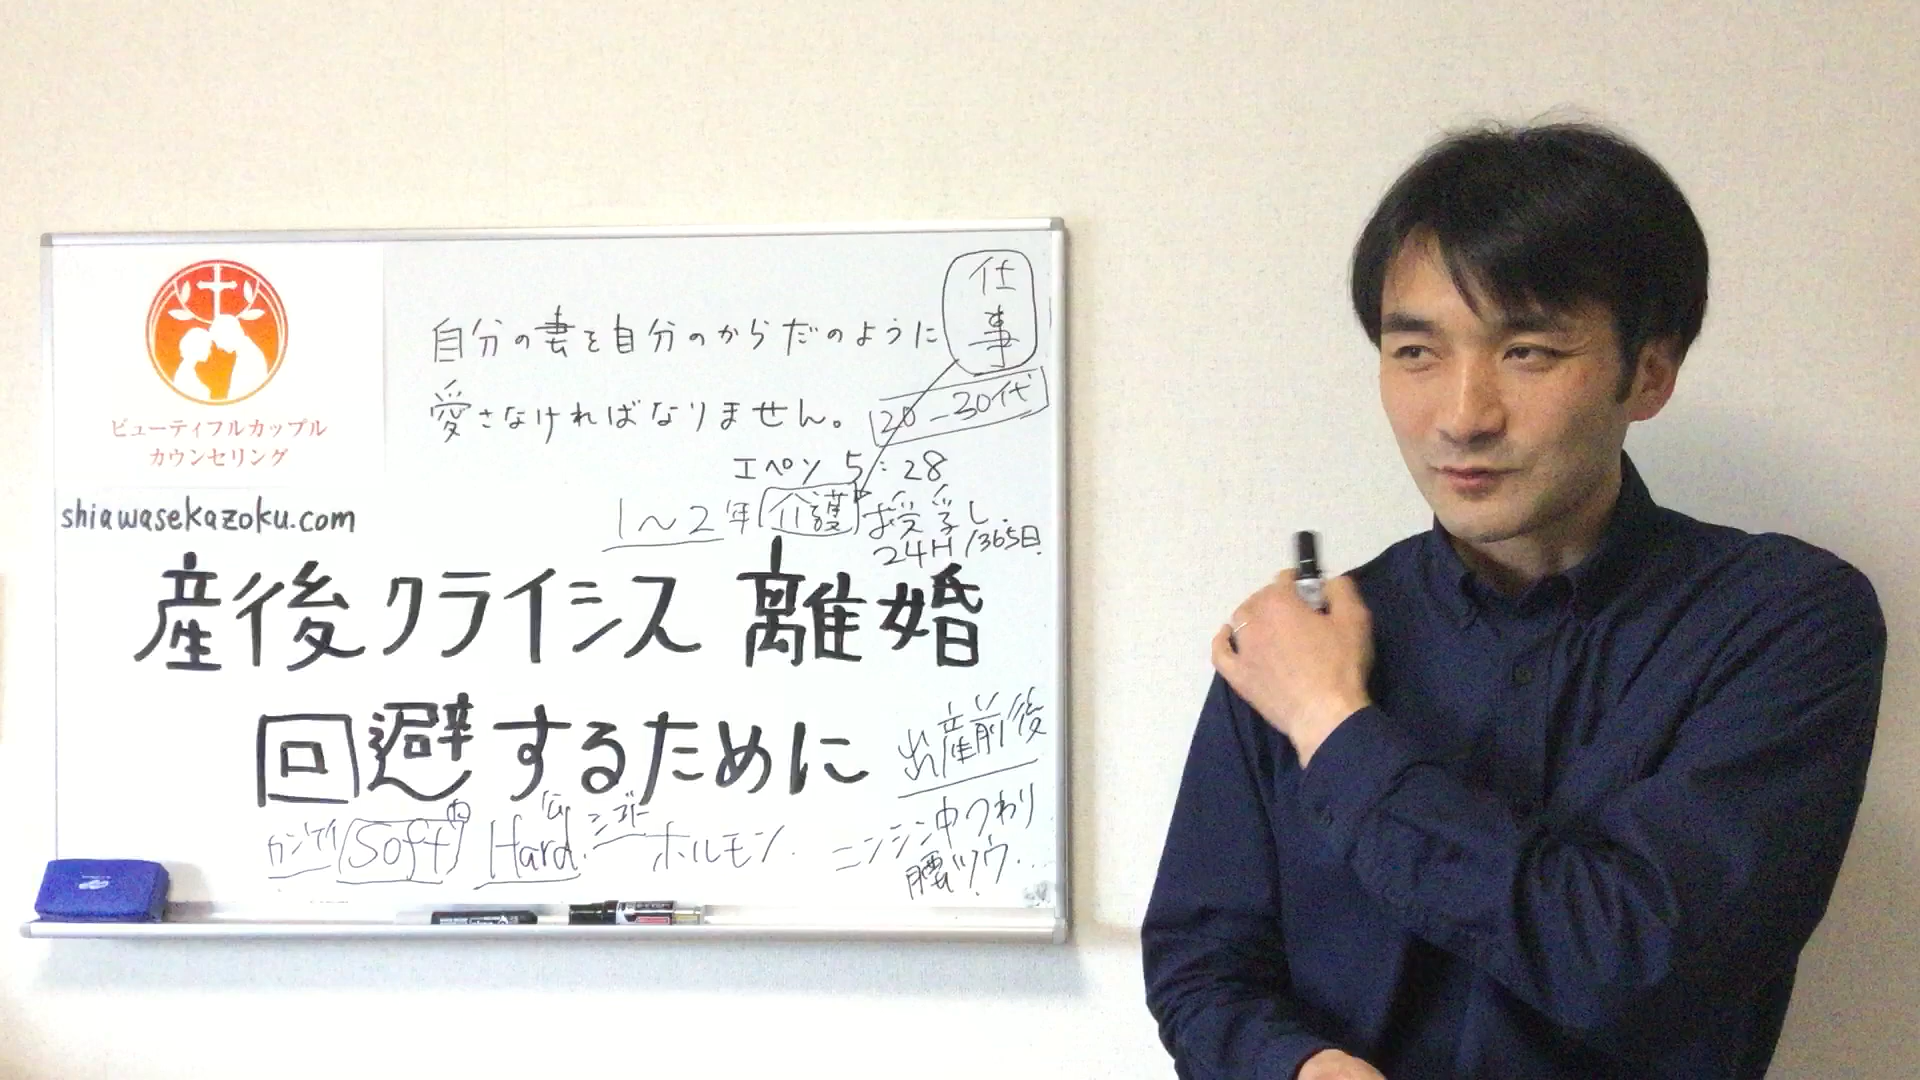 ビューティフルカップル
カウンセリング
shiawasekazoku.com
自分の妻を自分のからだのように
愛さなければなりません。
エペソ 5:28
仕事
20-30代
1〜2年 介護 授乳
24H/365日
産後クライシス 離婚
回避するために
出産前後
ニンシン中つわり
腰ツウ.
Soft Hard. ホルモン.